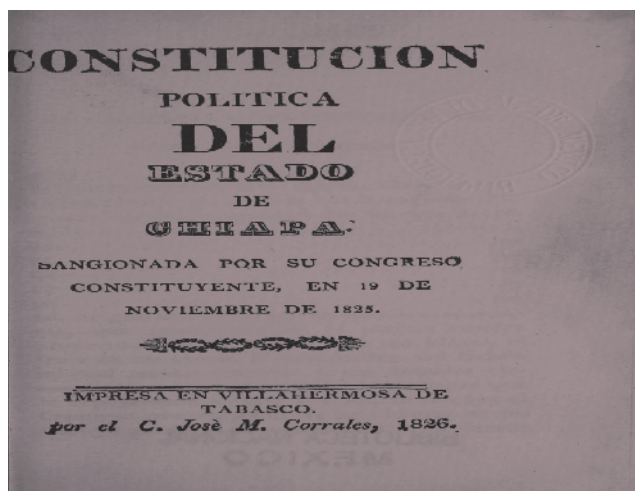 CONSTITUCION
POLITICA
DEL
ESTADO
DE
CHIAPA.
SANCIONADA POR SU CONGRESO
CONSTITUYENTE, EN 19 DE
NOVIEMBRE DE 1825.
IMPRESA EN VILLAHERMOSA DE
TABASCO.
por el C. Josè M. Corrales, 1826.
MEXICO